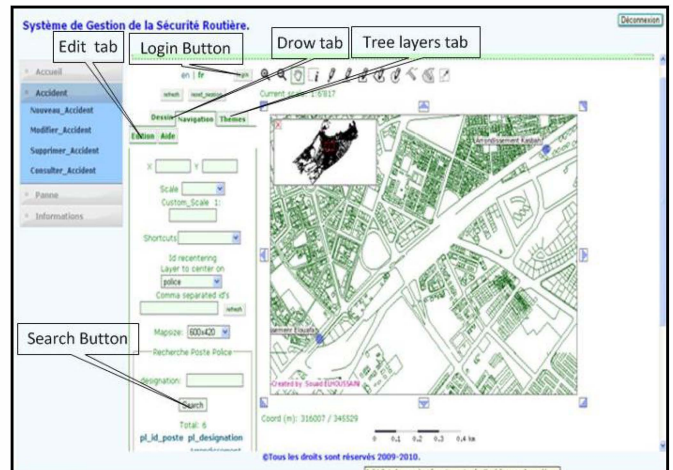 Système de Gestion de la Sécurité Routière.
Déconnexion
Edit tab
Login Button
Drow tab
Tree layers tab
Accueil
Accident
Nouveau_Accident
Modifier_Accident
Supprimer_Accident
Consulter_Accident
Panne
Informations
en | fr
login
refresh
reset_session
Dessin
Navigation
Thèmes
Edition
Aide
X
Y
Scale
Custom_Scale 1:
Shortcuts
Id recentering
Layer to center on
police
Comma separated id's
refresh
Mapsize:
600x420
Search Button
Recherche Poste Police
designation:
Search
Total: 6
pl_id_poste pl_designation
Current scale: 1:6'817
Arrondissement Kasbah
Created by Souad ELHOUSSAINI
Coord (m): 316007 / 345529
0 0.1 0.2 0.3 0.4 km
©Tous les droits sont réservés 2009-2010.